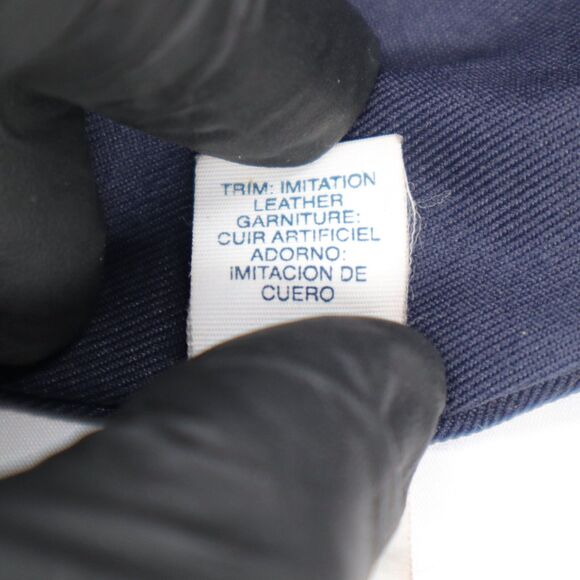 TRIM: IMITATION
LEATHER
GARNITURE:
CUIR ARTIFICIEL
ADORNO:
IMITACION DE
CUERO